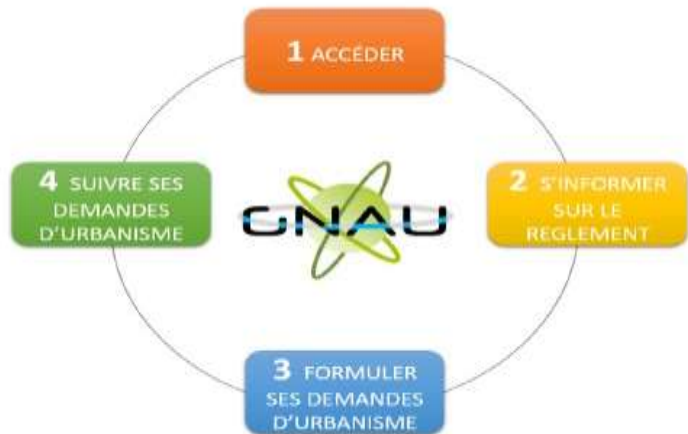 1 ACCÉDER
2 S'INFORMER
SUR LE
REGLEMENT
3 FORMULER
SES DEMANDES
D'URBANISME
4 SUIVRE SES
DEMANDES
D'URBANISME
GNAU